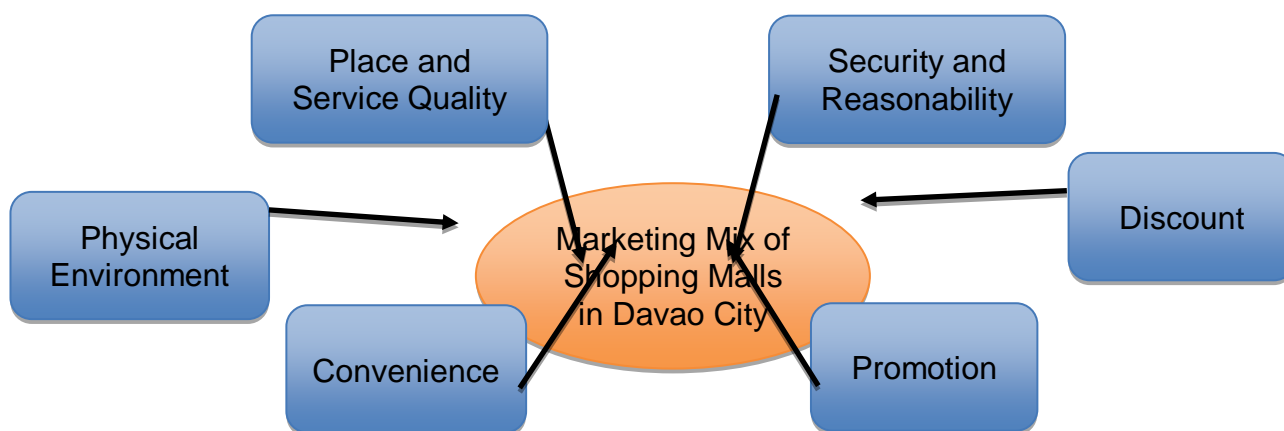 Place and
Service Quality
Security and
Reasonability
Physical
Environment
Discount
Marketing Mix of
Shopping Malls
in Davao City
Convenience
Promotion